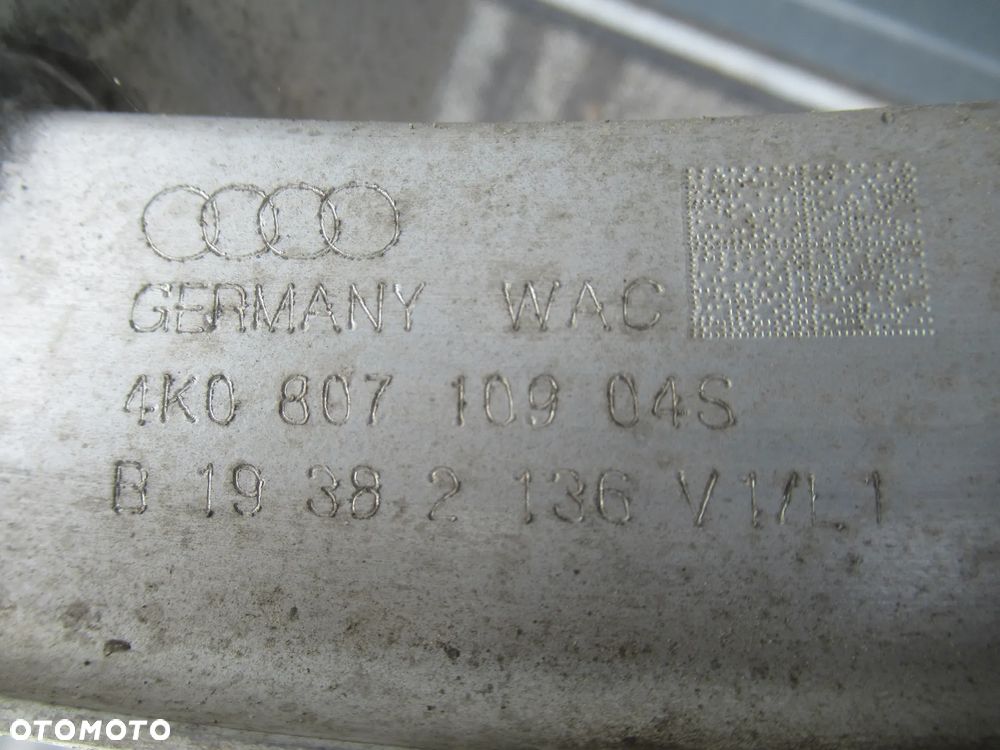 GERMANY WAC
4K0 807 109 04S
B 19 38 2 136 V1/L1
OTOMOTO